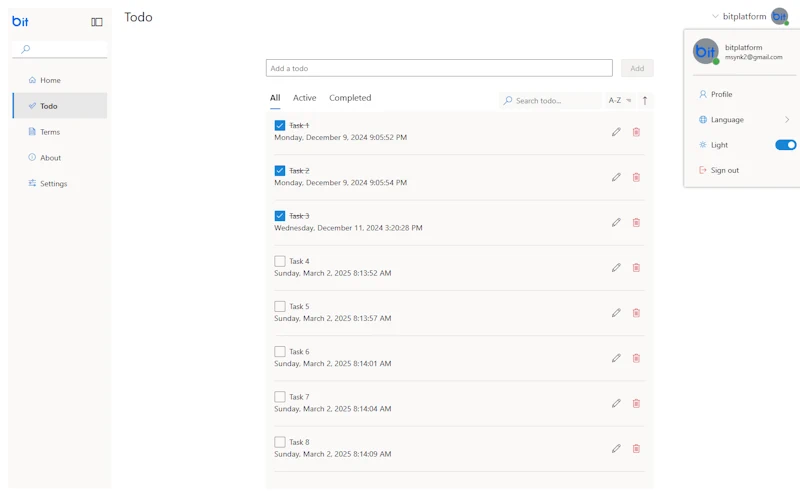 bit
Todo
bitplatform
bit
bit
bitplatform
msynk2@gmail.com
Profile
Language
Light
Sign out
Home
Todo
Terms
About
Settings
Add a todo
Add
All
Active
Completed
Search todo...
A-Z
Task 1
Monday, December 9, 2024 9:05:52 PM
Task 2
Monday, December 9, 2024 9:05:54 PM
Task 3
Wednesday, December 11, 2024 3:20:28 PM
Task 4
Sunday, March 2, 2025 8:13:52 AM
Task 5
Sunday, March 2, 2025 8:13:57 AM
Task 6
Sunday, March 2, 2025 8:14:01 AM
Task 7
Sunday, March 2, 2025 8:14:04 AM
Task 8
Sunday, March 2, 2025 8:14:09 AM